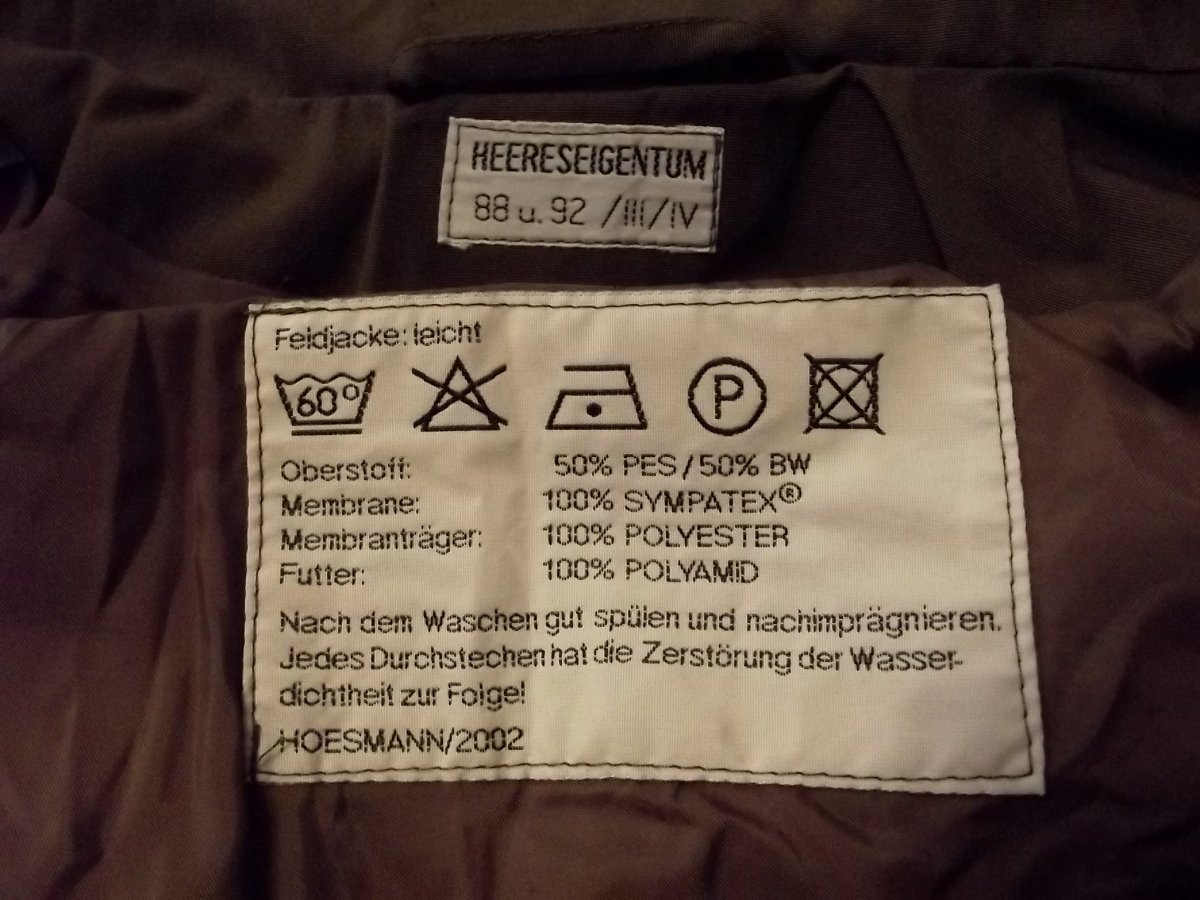 HEERESEIGENTUM
88 u. 92 /III/IV
Feldjacke: leicht
60° P
Oberstoff: 50% PES/50% BW
Membrane: 100% SYMPATEX®
Membranträger: 100% POLYESTER
Futter: 100% POLYAMID
Nach dem Waschen gut spülen und nachimprägnieren.
Jedes Durchstechen hat die Zerstörung der Wasser-
dichtheit zur Folge!
HOESMANN/2002